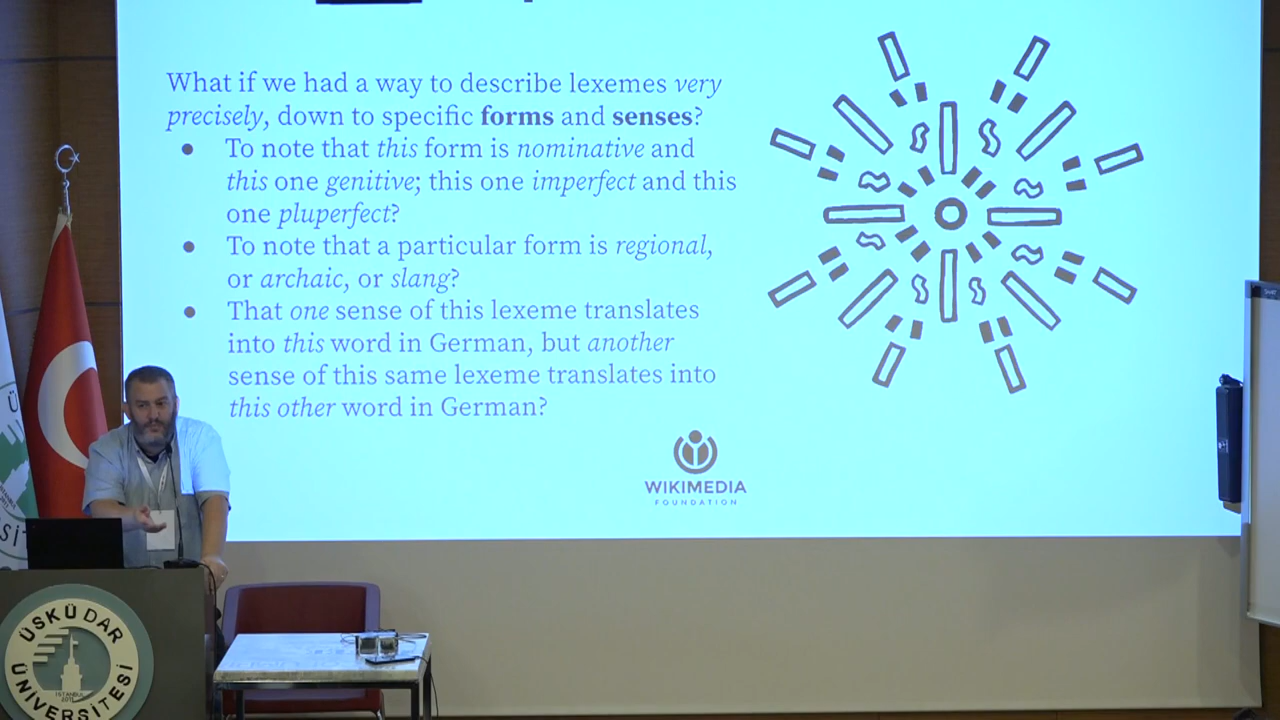 What if we had a way to describe lexemes very
precisely, down to specific forms and senses?
● To note that this form is nominative and
this one genitive; this one imperfect and this
one pluperfect?
● To note that a particular form is regional,
or archaic, or slang?
● That one sense of this lexeme translates
into this word in German, but another
sense of this same lexeme translates into
this other word in German?
WIKIMEDIA
FOUNDATION
ÜSKÜDAR
ÜNİVERSİTESİ
İSTANBUL
2011